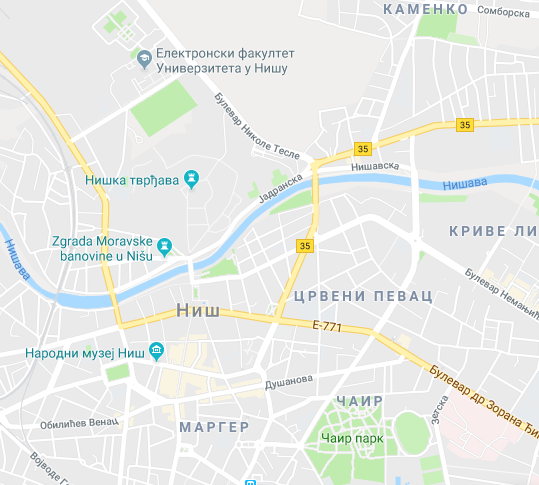 КАМЕНКО
Сомборска
Електронски факултет
Универзитета у Нишу
Булевар Николе Тесле
35
35
Нишавска
Нишка тврђава
Јадранска
Нишава
Zgrada Moravske
banovine u Nišu
35
КРИВЕ ЛИ
Нишава
Булевар Немањић
ЦРВЕНИ ПЕВАЦ
Ниш
Е-771
Народни музеј Ниш
Булевар др Зорана Ђин
Душанова
ЧАИР
Зетска
Обилићев Венац
МАРГЕР
Чаир парк
Војводе Г